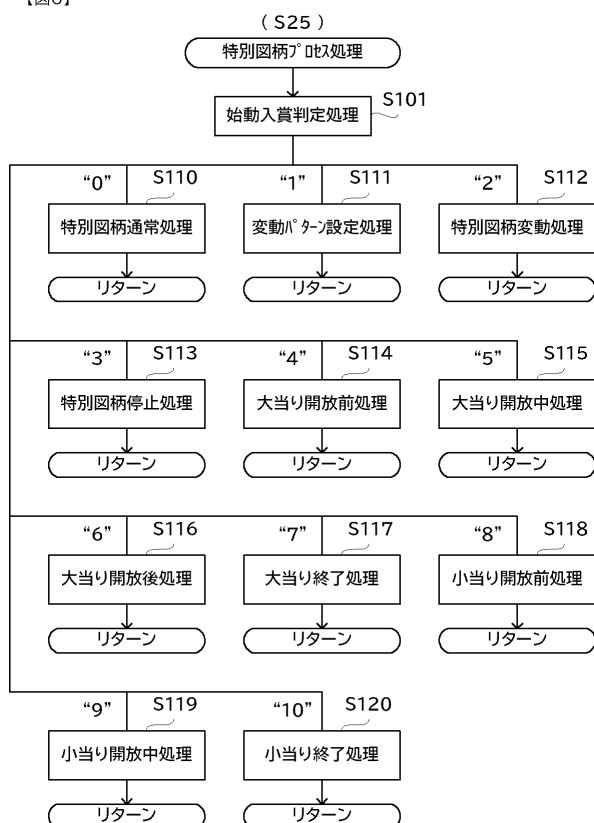 (S25)
特別図柄プロセス処理
始動入賞判定処理
S101
“0”
S110
“1”
S111
“2”
S112
特別図柄通常処理
変動パターン設定処理
特別図柄変動処理
リターン
リターン
リターン
“3”
S113
“4”
S114
“5”
S115
特別図柄停止処理
大当り開放前処理
大当り開放中処理
リターン
リターン
リターン
“6”
S116
“7”
S117
“8”
S118
大当り開放後処理
大当り終了処理
小当り開放前処理
リターン
リターン
リターン
“9”
S119
“10”
S120
小当り開放中処理
小当り終了処理
リターン
リターン